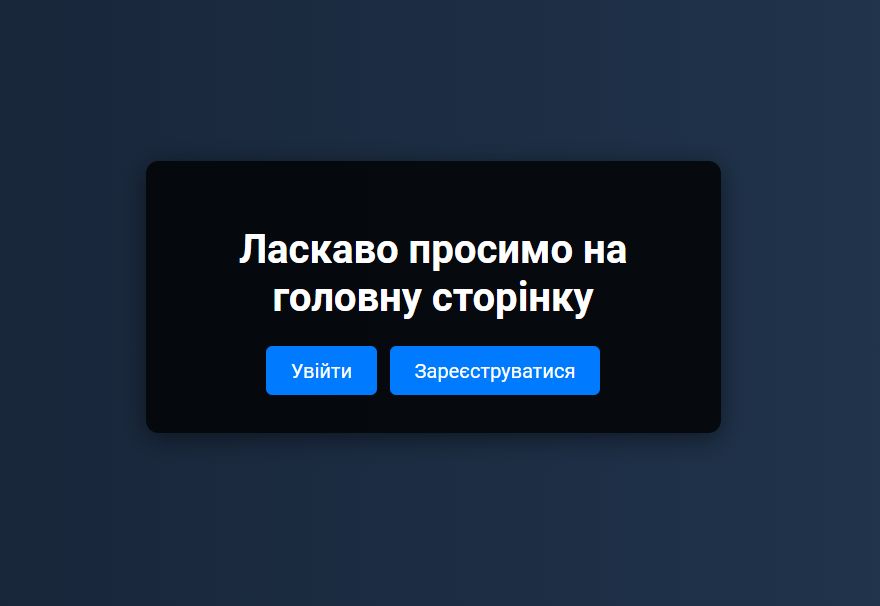 Ласкаво просимо на
головну сторінку
Увійти Зареєструватися